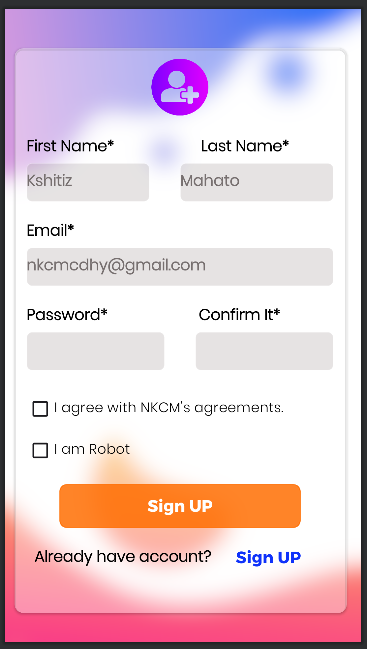 First Name* Last Name*
Kshitiz Mahato
Email*
nkcmcdhy@gmail.com
Password* Confirm It*
I agree with NKCM's agreements.
I am Robot
Sign UP
Already have account? Sign UP